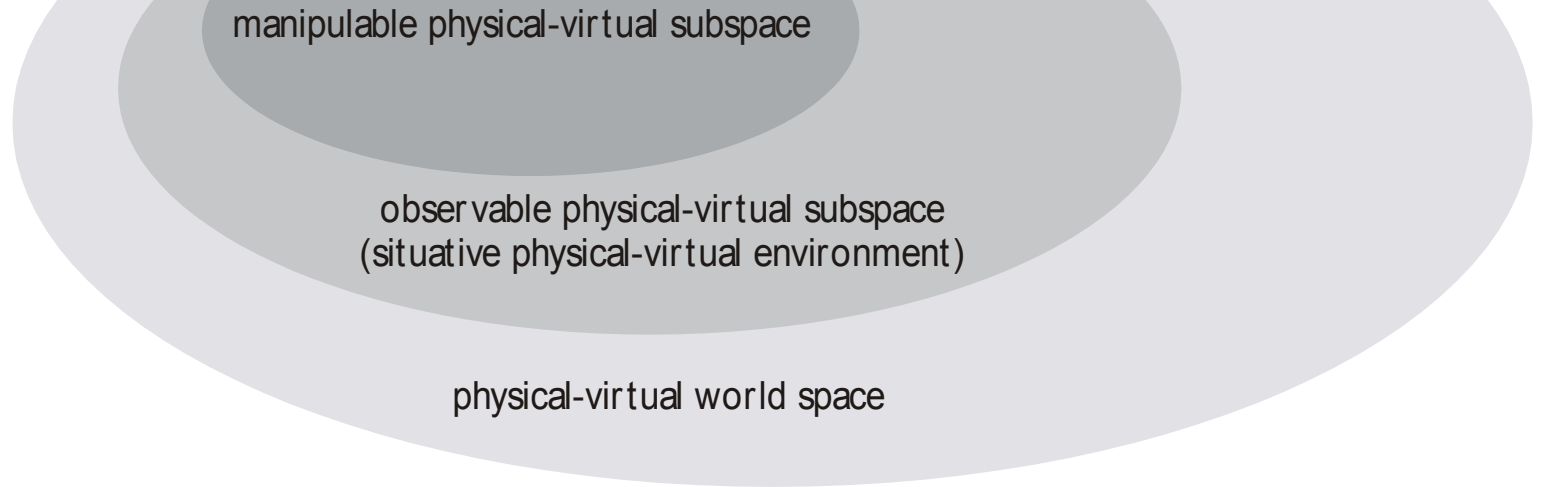 manipulable physical-virtual subspace
observable physical-virtual subspace
(situative physical-virtual environment)
physical-virtual world space